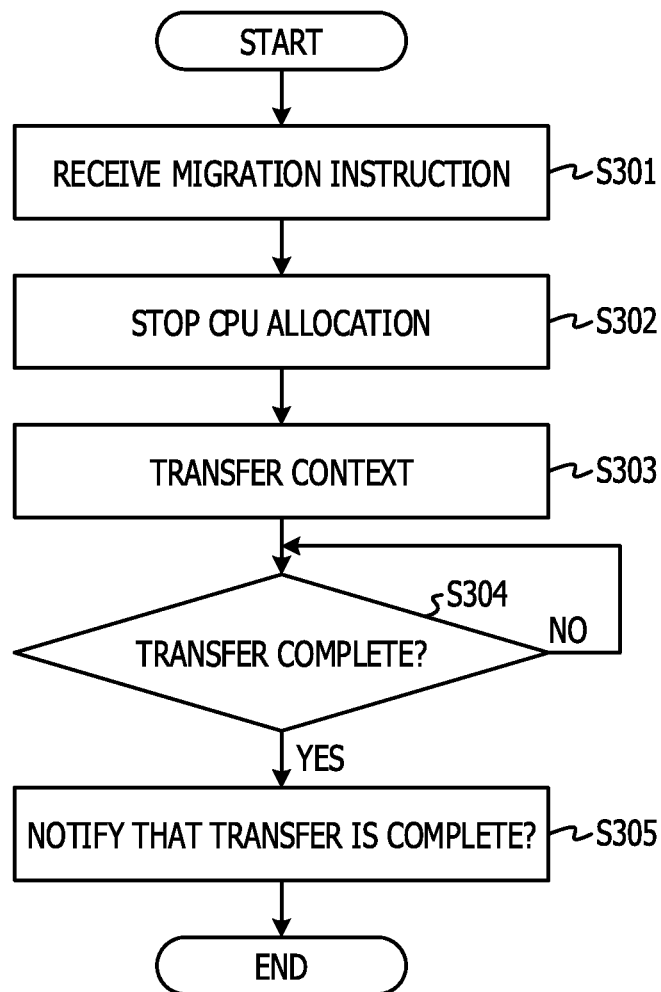 START
RECEIVE MIGRATION INSTRUCTION
S301
STOP CPU ALLOCATION
S302
TRANSFER CONTEXT
S303
S304
TRANSFER COMPLETE?
NO
YES
NOTIFY THAT TRANSFER IS COMPLETE?
S305
END